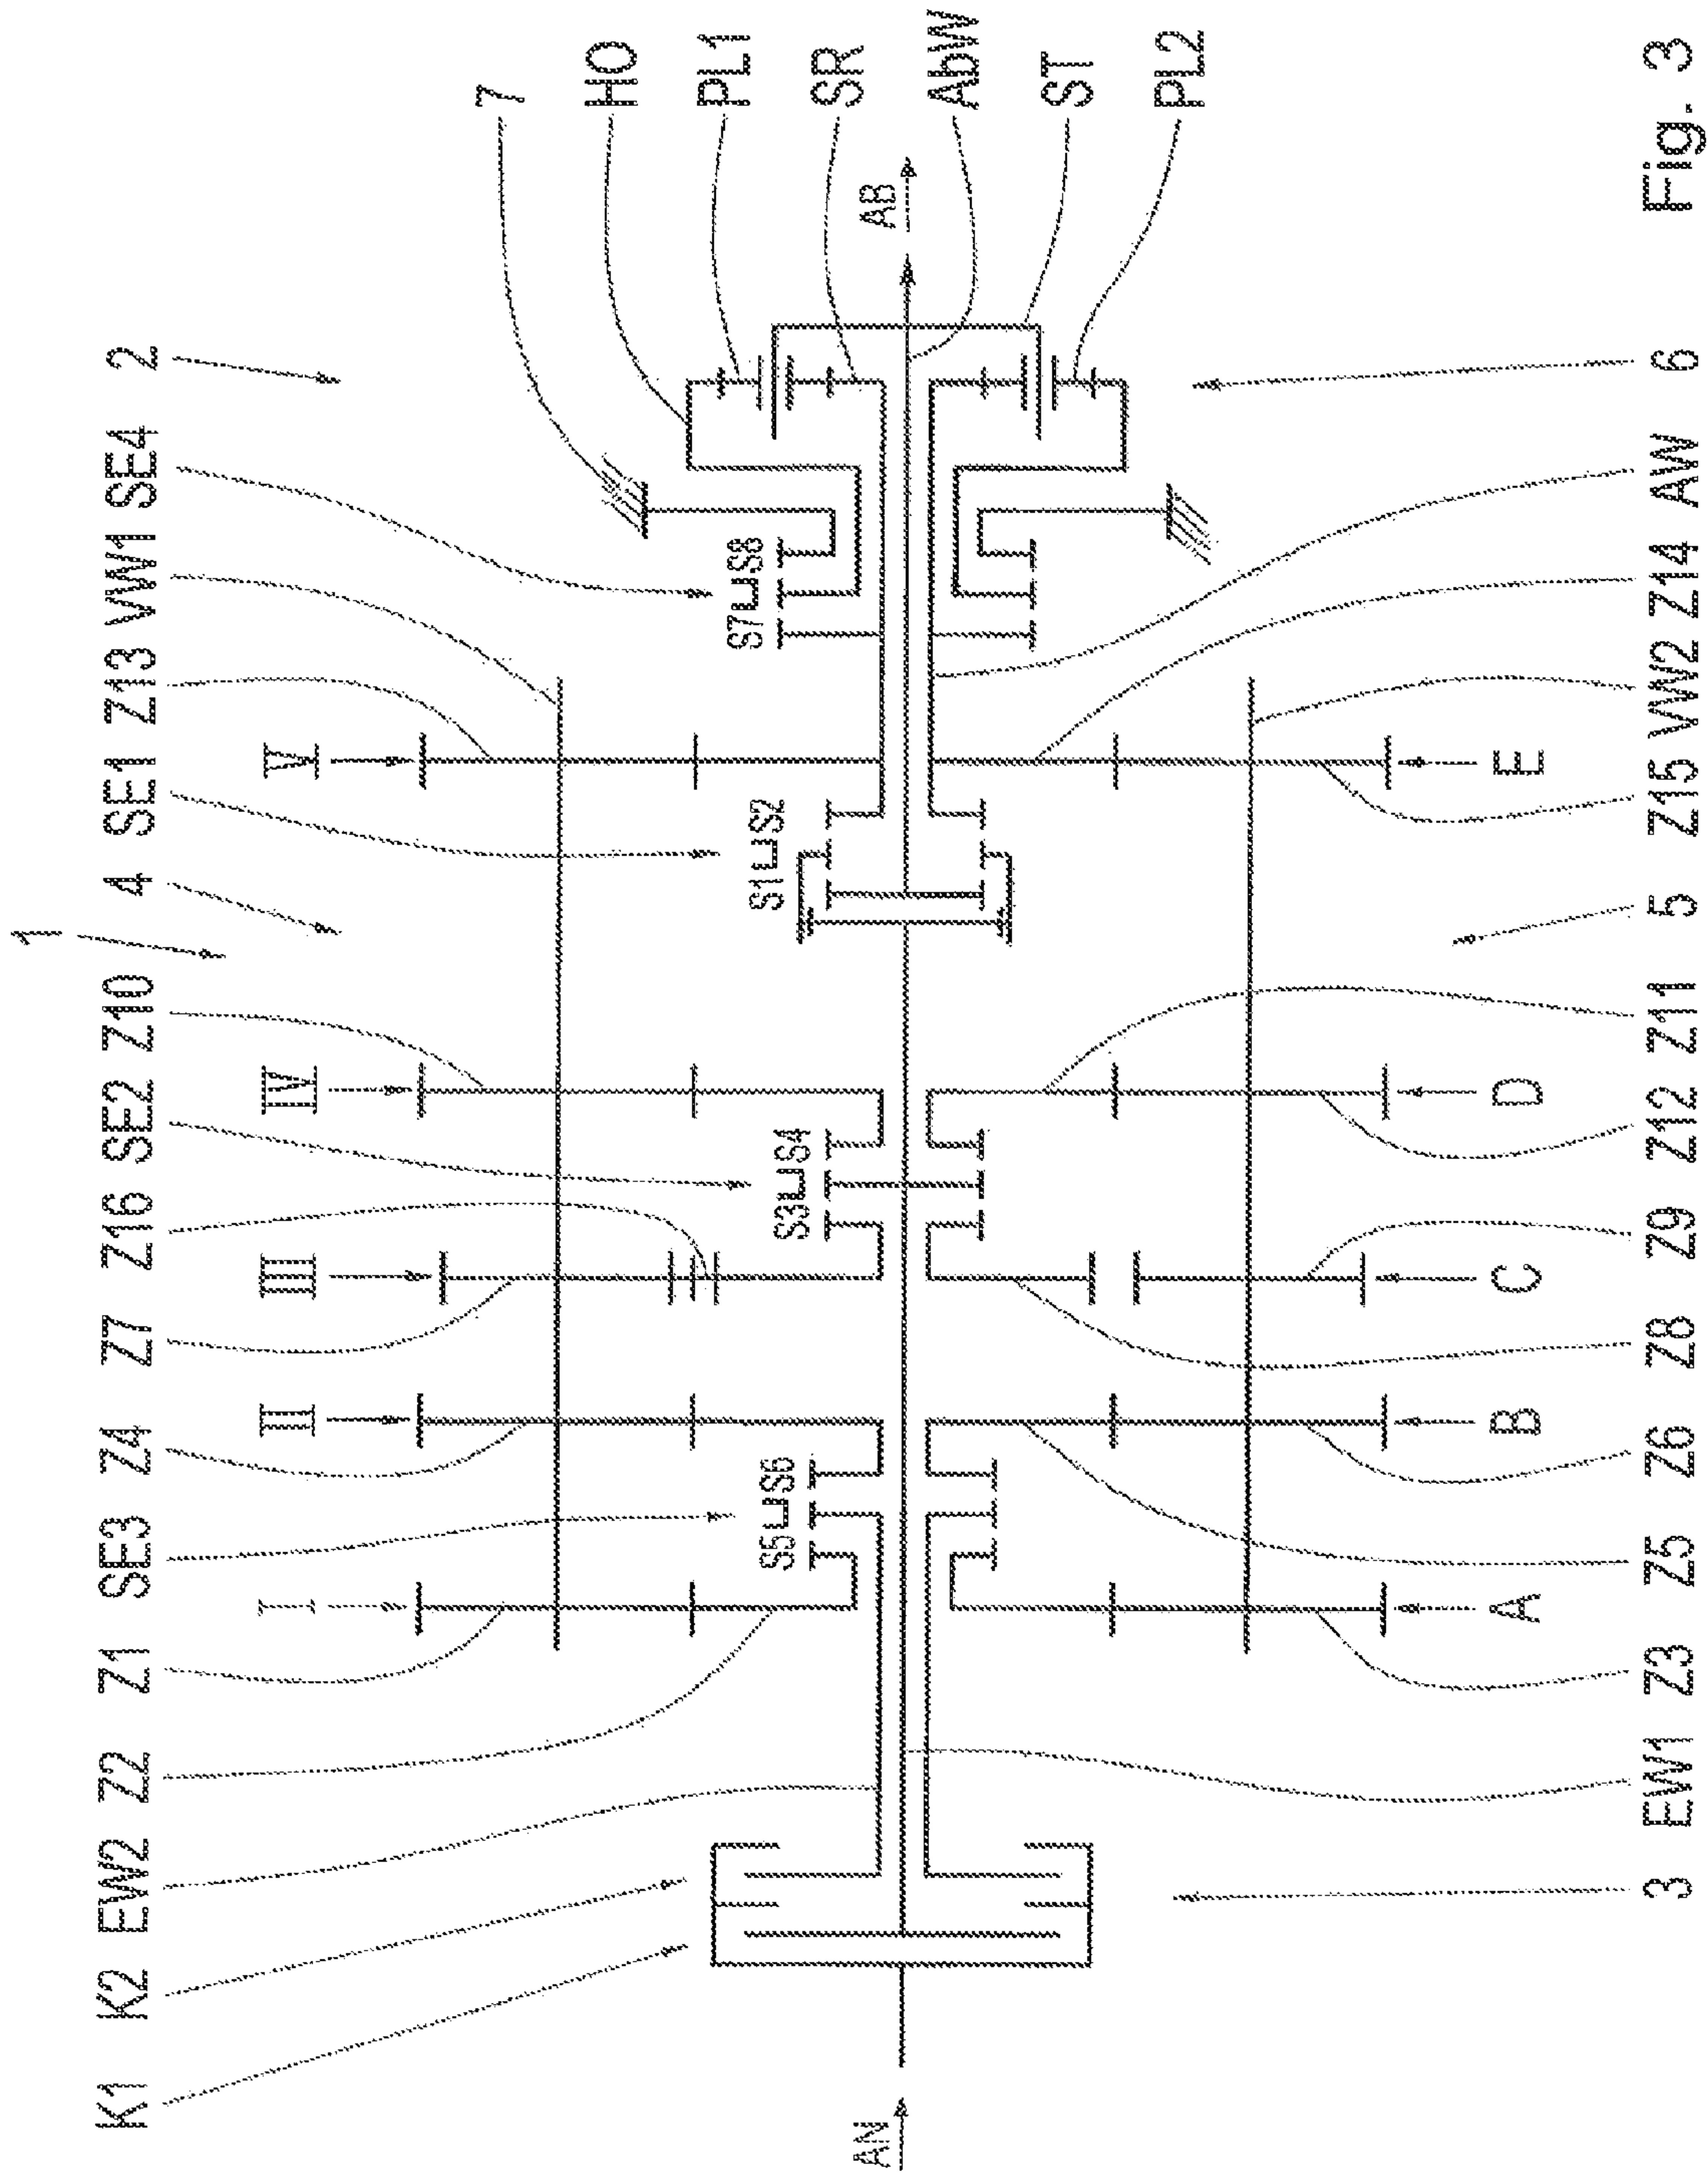 1
K1 K2 EW2 Z2 Z1 SE3 Z4 Z7 Z16 SE2 Z10 4 SE1 Z13 VW1 SE4 2
I II III IV V
7
HO
PL1
SR
AbW
ST
PL2
S5 S6
S3 S4
S1 S2
S7 S8
AN
AB
A B C D E
3 EW1 Z3 Z5 Z6 Z8 Z9 Z12 Z11 5 Z15 VW2 Z14 AW 6
Fig. 3